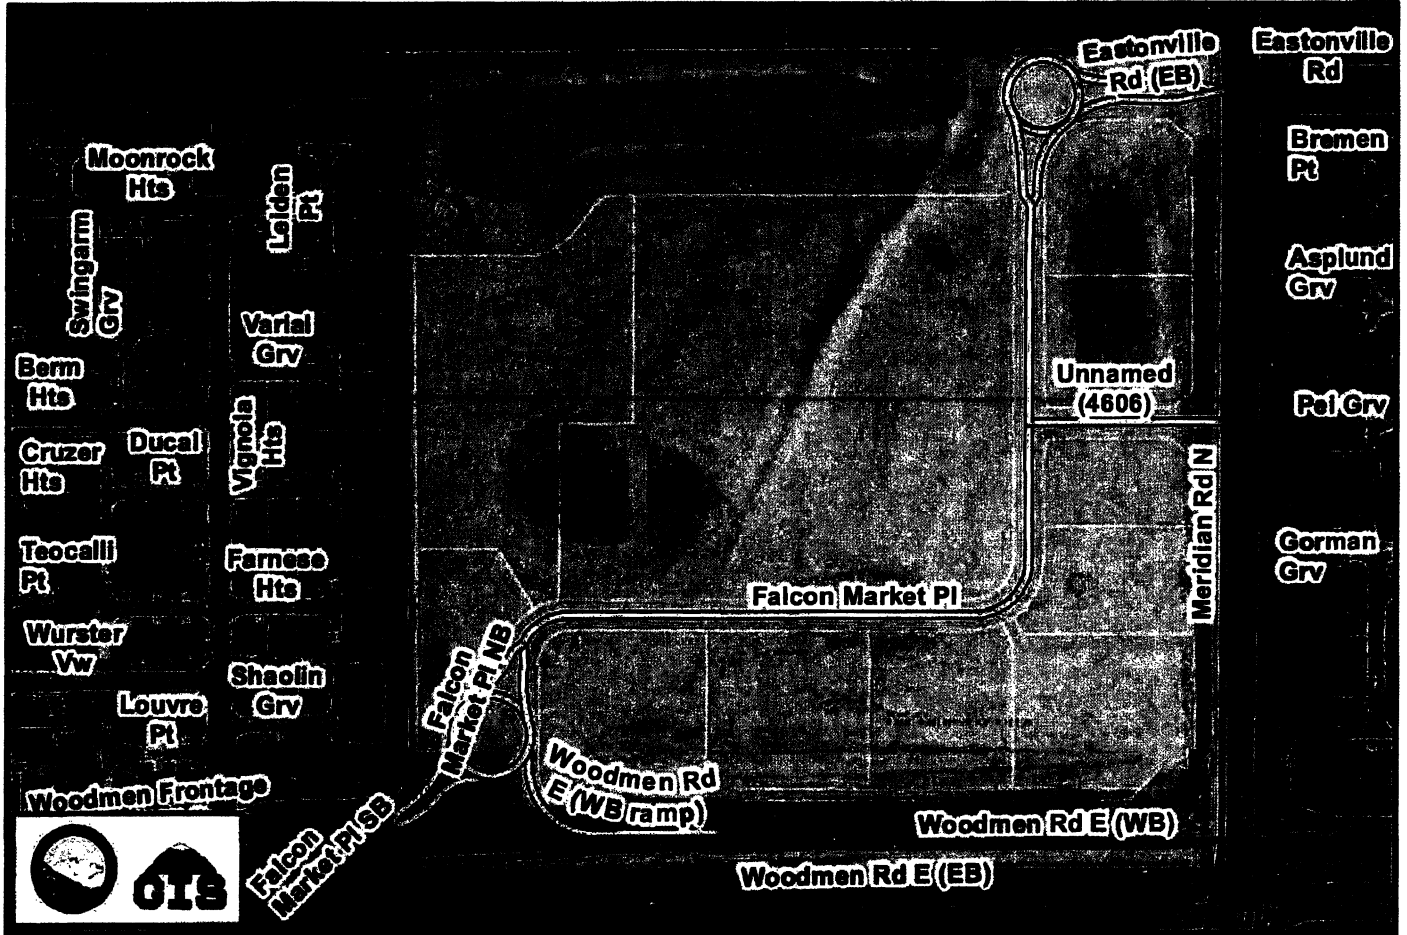 Eastonville
Rd (EB)
Eastonville
Rd
Bremen
Pt
Moonrock
Hts
Leiden
Pt
Swingarm
Grv
Asplund
Grv
Varial
Grv
Berm
Hts
Unnamed
(4606)
Pei Grv
Vignola
Hts
Ducal
Pt
Cruzer
Hts
Meridian Rd N
Teocalli
Pt
Farnese
Hts
Gorman
Grv
Falcon Market Pl
Wurster
Vw
Falcon
Market Pl NB
Shaolin
Grv
Louvre
Pt
Woodmen Rd
E (WB ramp)
Woodmen Frontage
Woodmen Rd E (WB)
Falcon
Market Pl SB
Woodmen Rd E (EB)
GIS